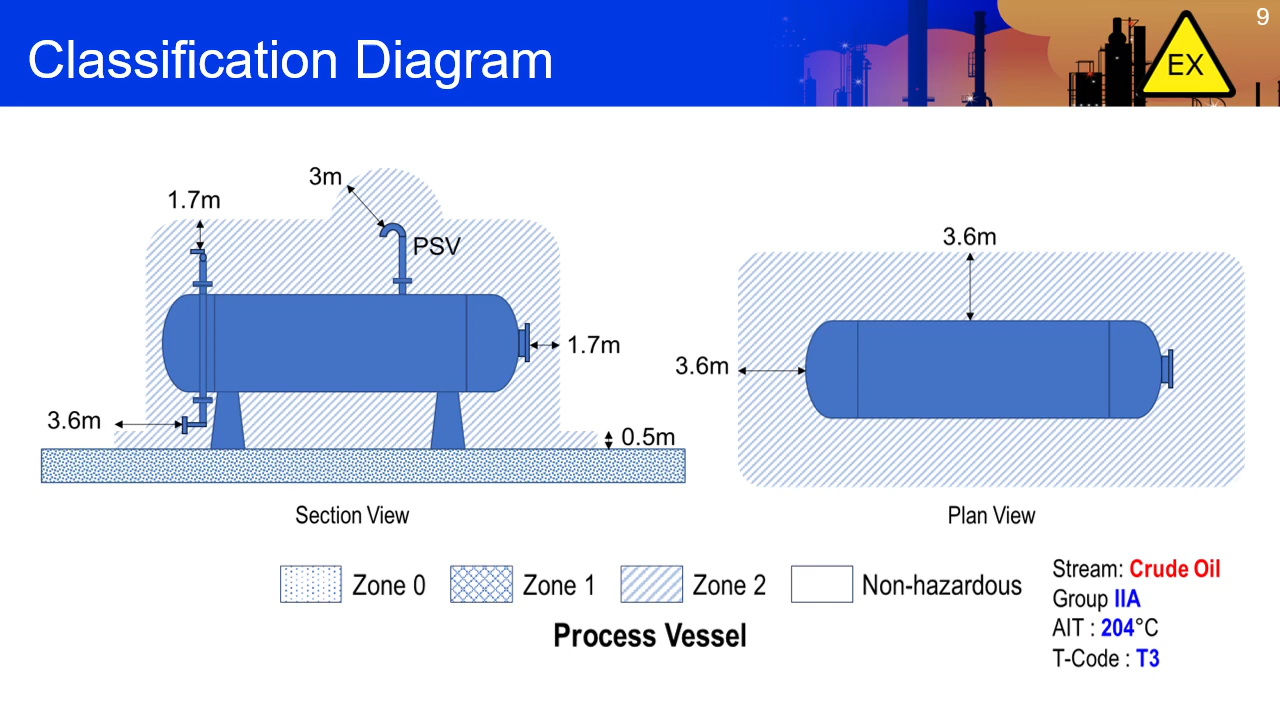 9
Classification Diagram
EX
3m
1.7m
PSV
1.7m
3.6m
0.5m
3.6m
3.6m
Section View
Plan View
Zone 0
Zone 1
Zone 2
Non-hazardous
Process Vessel
Stream: Crude Oil
Group IIA
AIT : 204°C
T-Code : T3